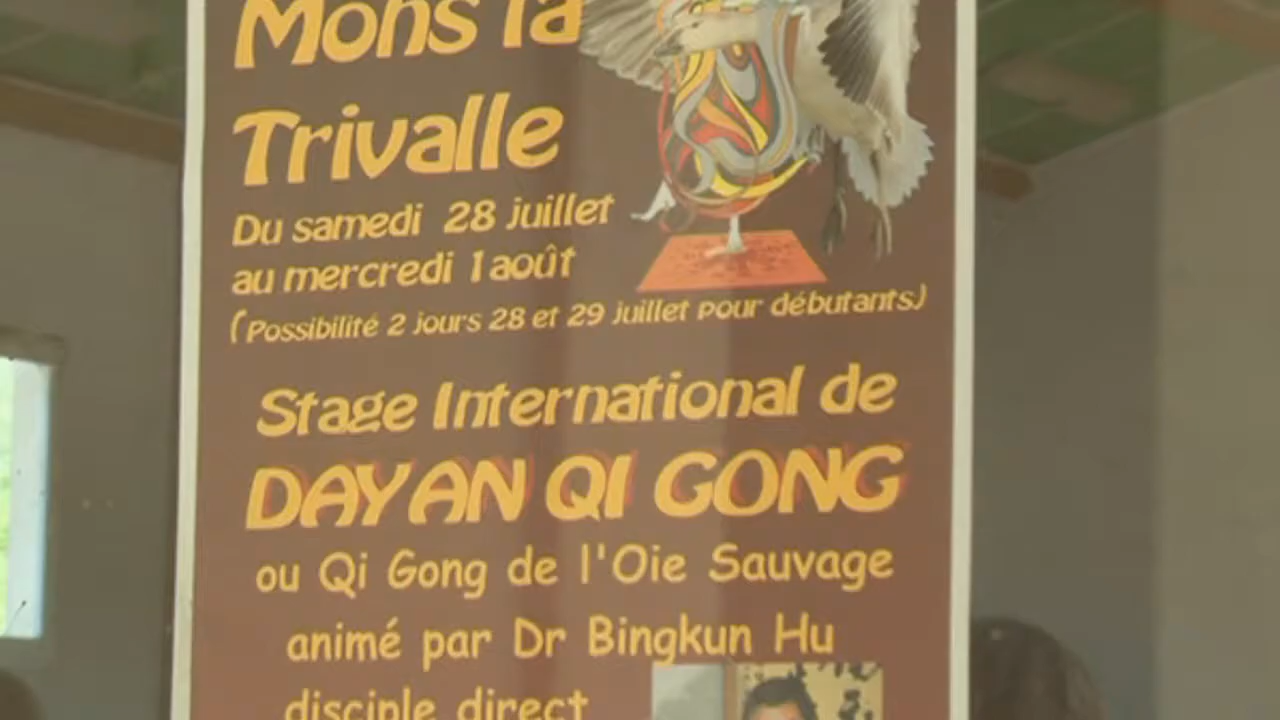 Mons la
Trivalle
Du samedi 28 juillet
au mercredi 1 août
(Possibilité 2 jours 28 et 29 juillet pour débutants)
Stage International de
DAYAN QI GONG
ou Qi Gong de l'Oie Sauvage
animé par Dr Bingkun Hu
disciple direct